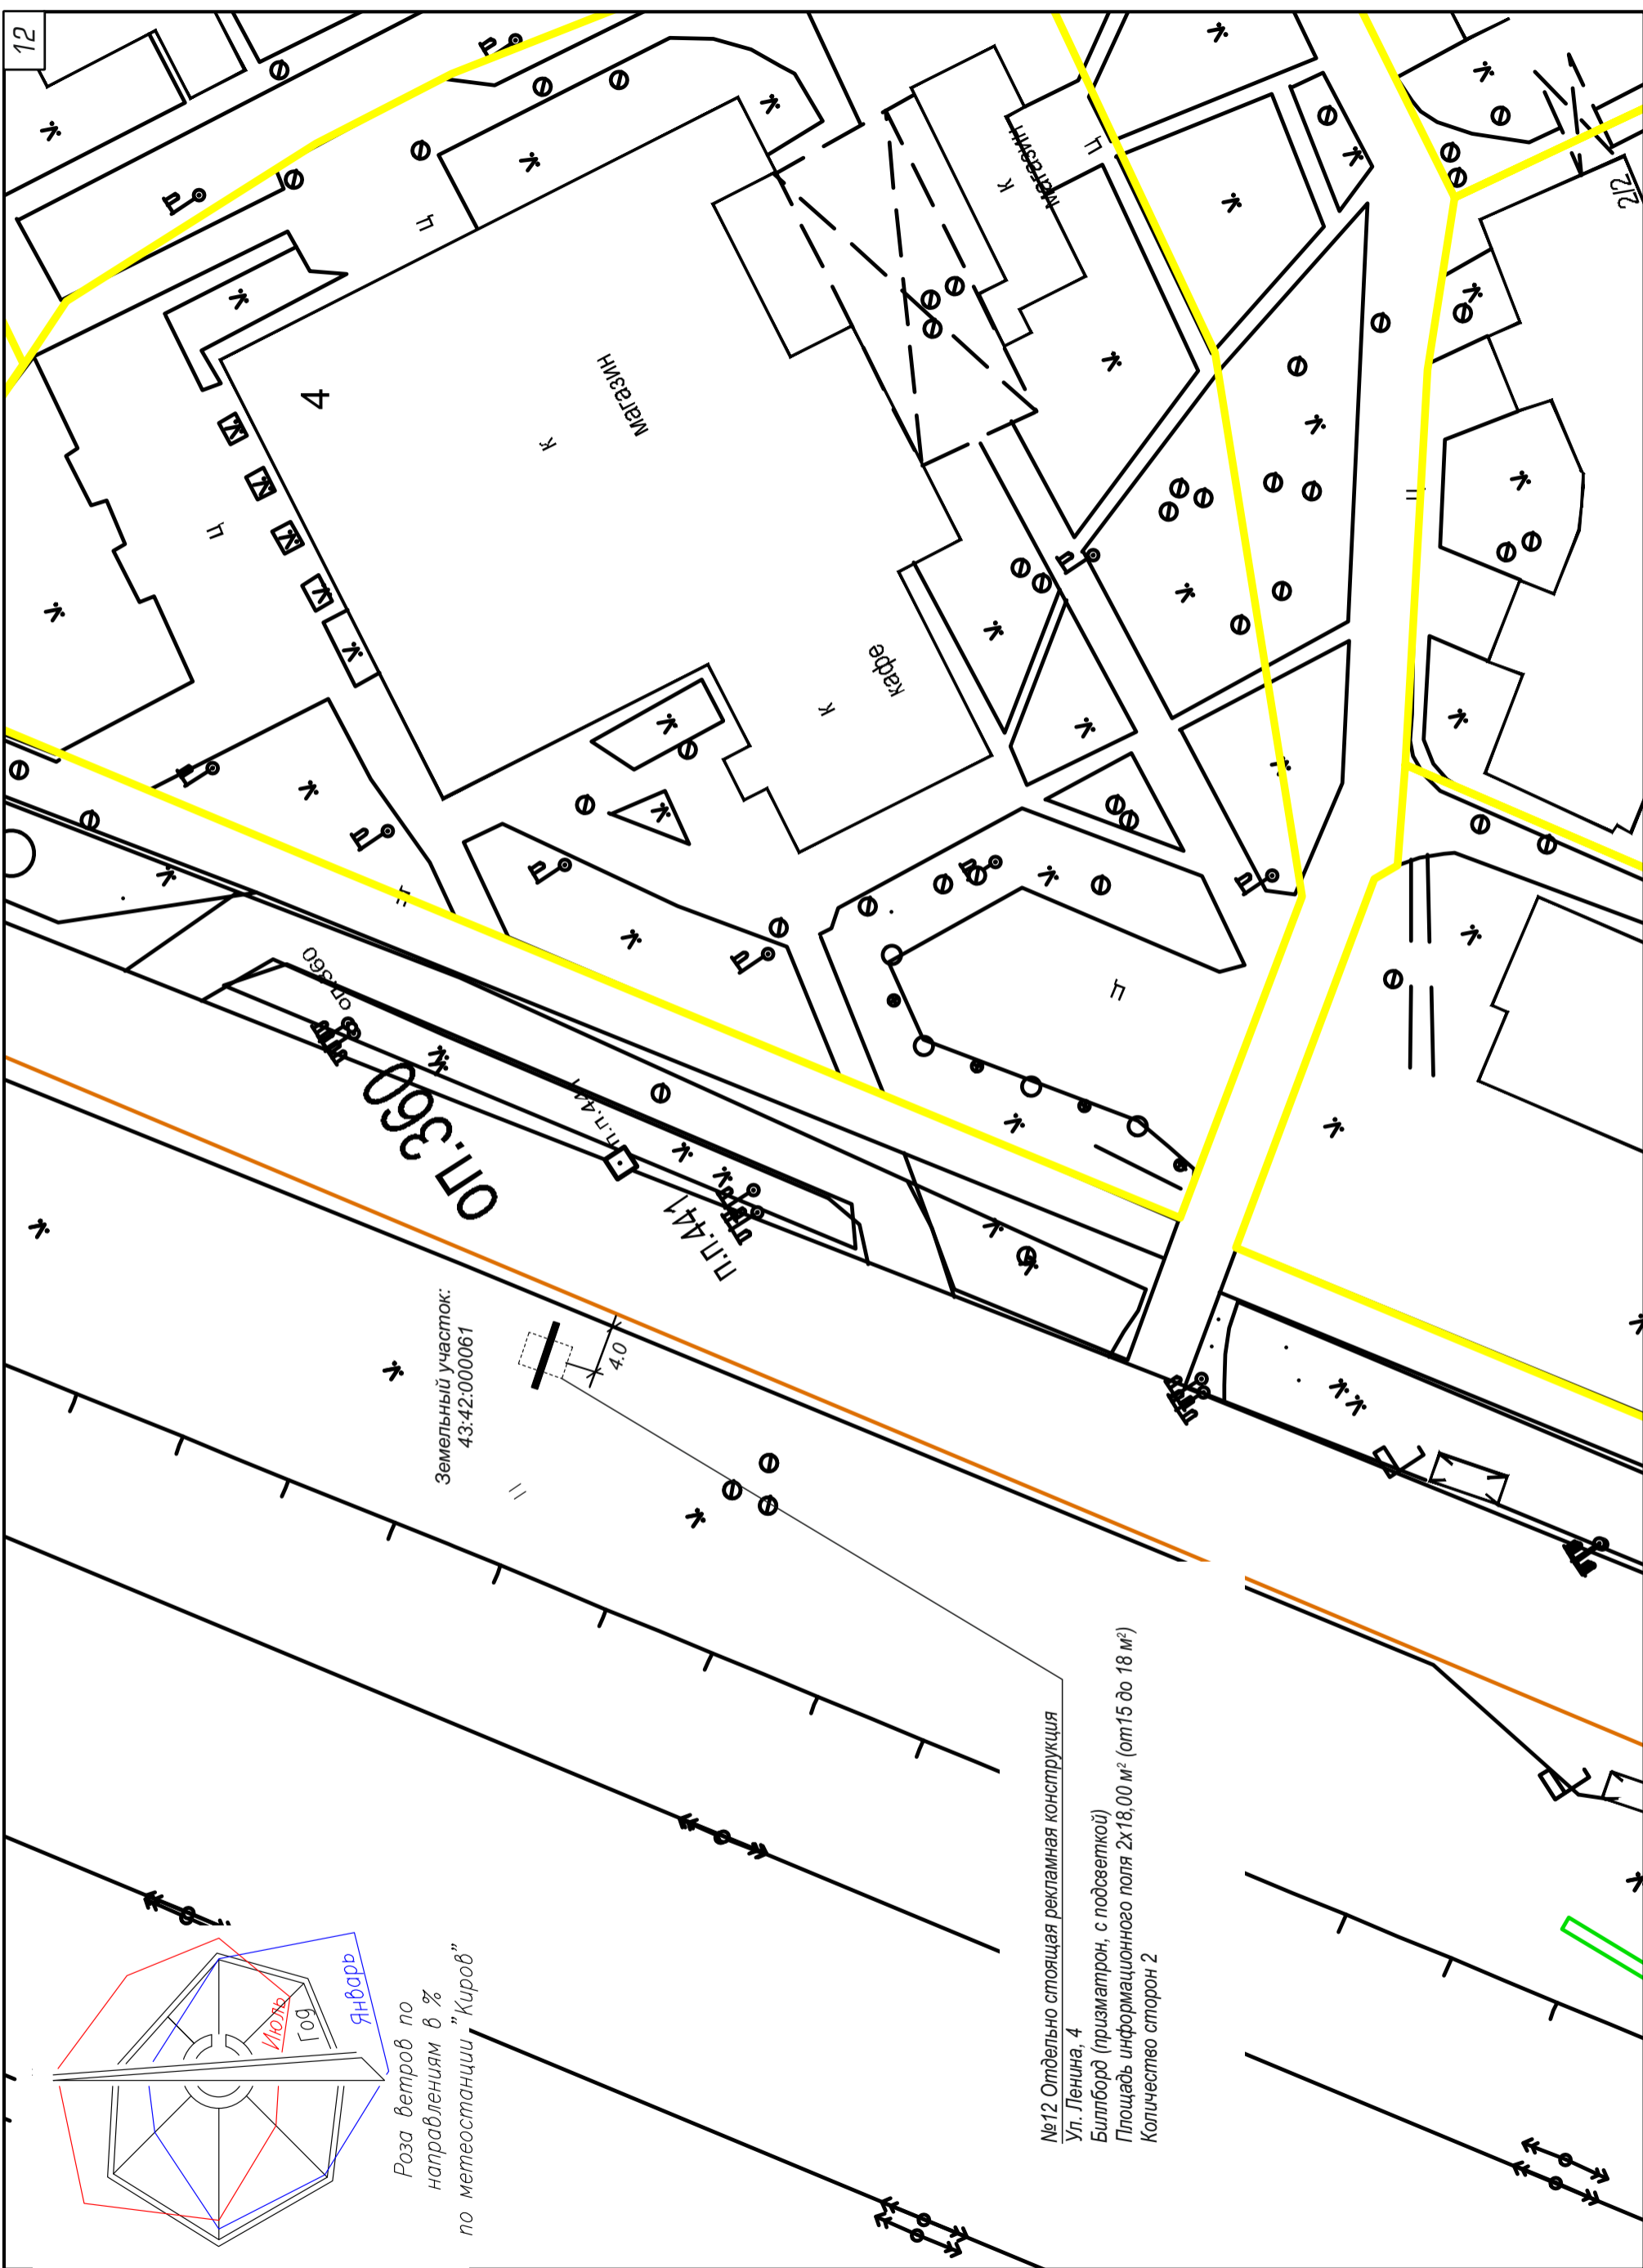 12
4
магазин
К
Магазин
К
Ц
Ц
Ц
Ц
кафе
К
2/2
оп.360
оп.360
п.п.441
п.п.441
Земельный участок:
43:42:000061
4.0
№12 Отдельно стоящая рекламная конструкция
Ул. Ленина, 4
Биллборд (призматрон, с подсветкой)
Площадь информационного поля 2х18,00 м² (от15 до 18 м²)
Количество сторон 2
Июль
Год
Январь
Роза ветров по
направлениям в %
по метеостанции "Киров"